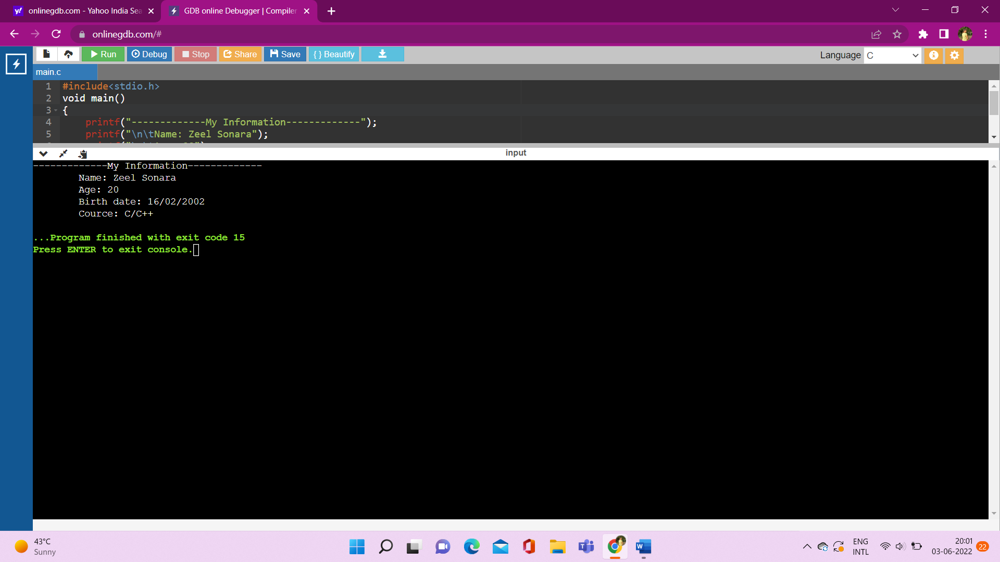 onlinegdb.com - Yahoo India Sea
GDB online Debugger | Compiler
onlinegdb.com/#
Run
Debug
Stop
Share
Save
{ } Beautify
Language
C
main.c
1 #include<stdio.h>
2 void main()
3 {
4 printf("-------------My Information-------------");
5 printf("\n\tName: Zeel Sonara");
input
-------------My Information-------------
Name: Zeel Sonara
Age: 20
Birth date: 16/02/2002
Cource: C/C++
...Program finished with exit code 15
Press ENTER to exit console.
43°C
Sunny
ENG
INTL
20:01
03-06-2022
22